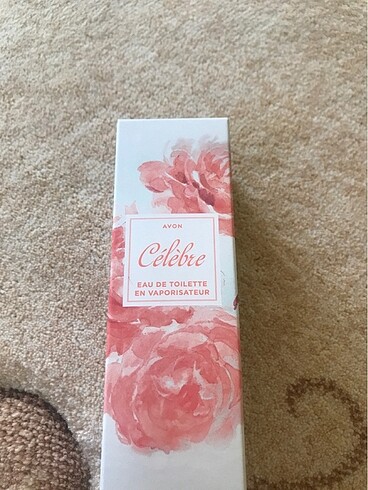 AVON
Célèbre
EAU DE TOILETTE
EN VAPORISATEUR